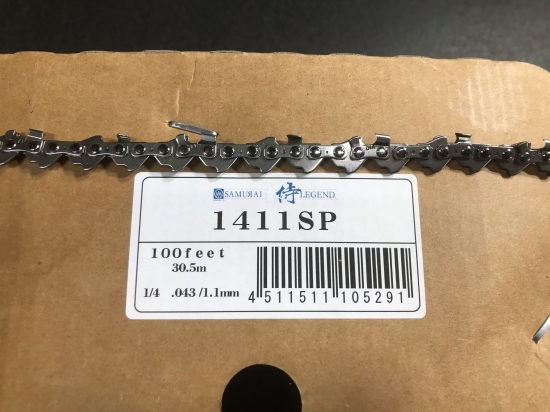 SAMURAI 侍 LEGEND
1411SP
100feet
30.5m
1/4 .043/1.1mm
4 511511 105291